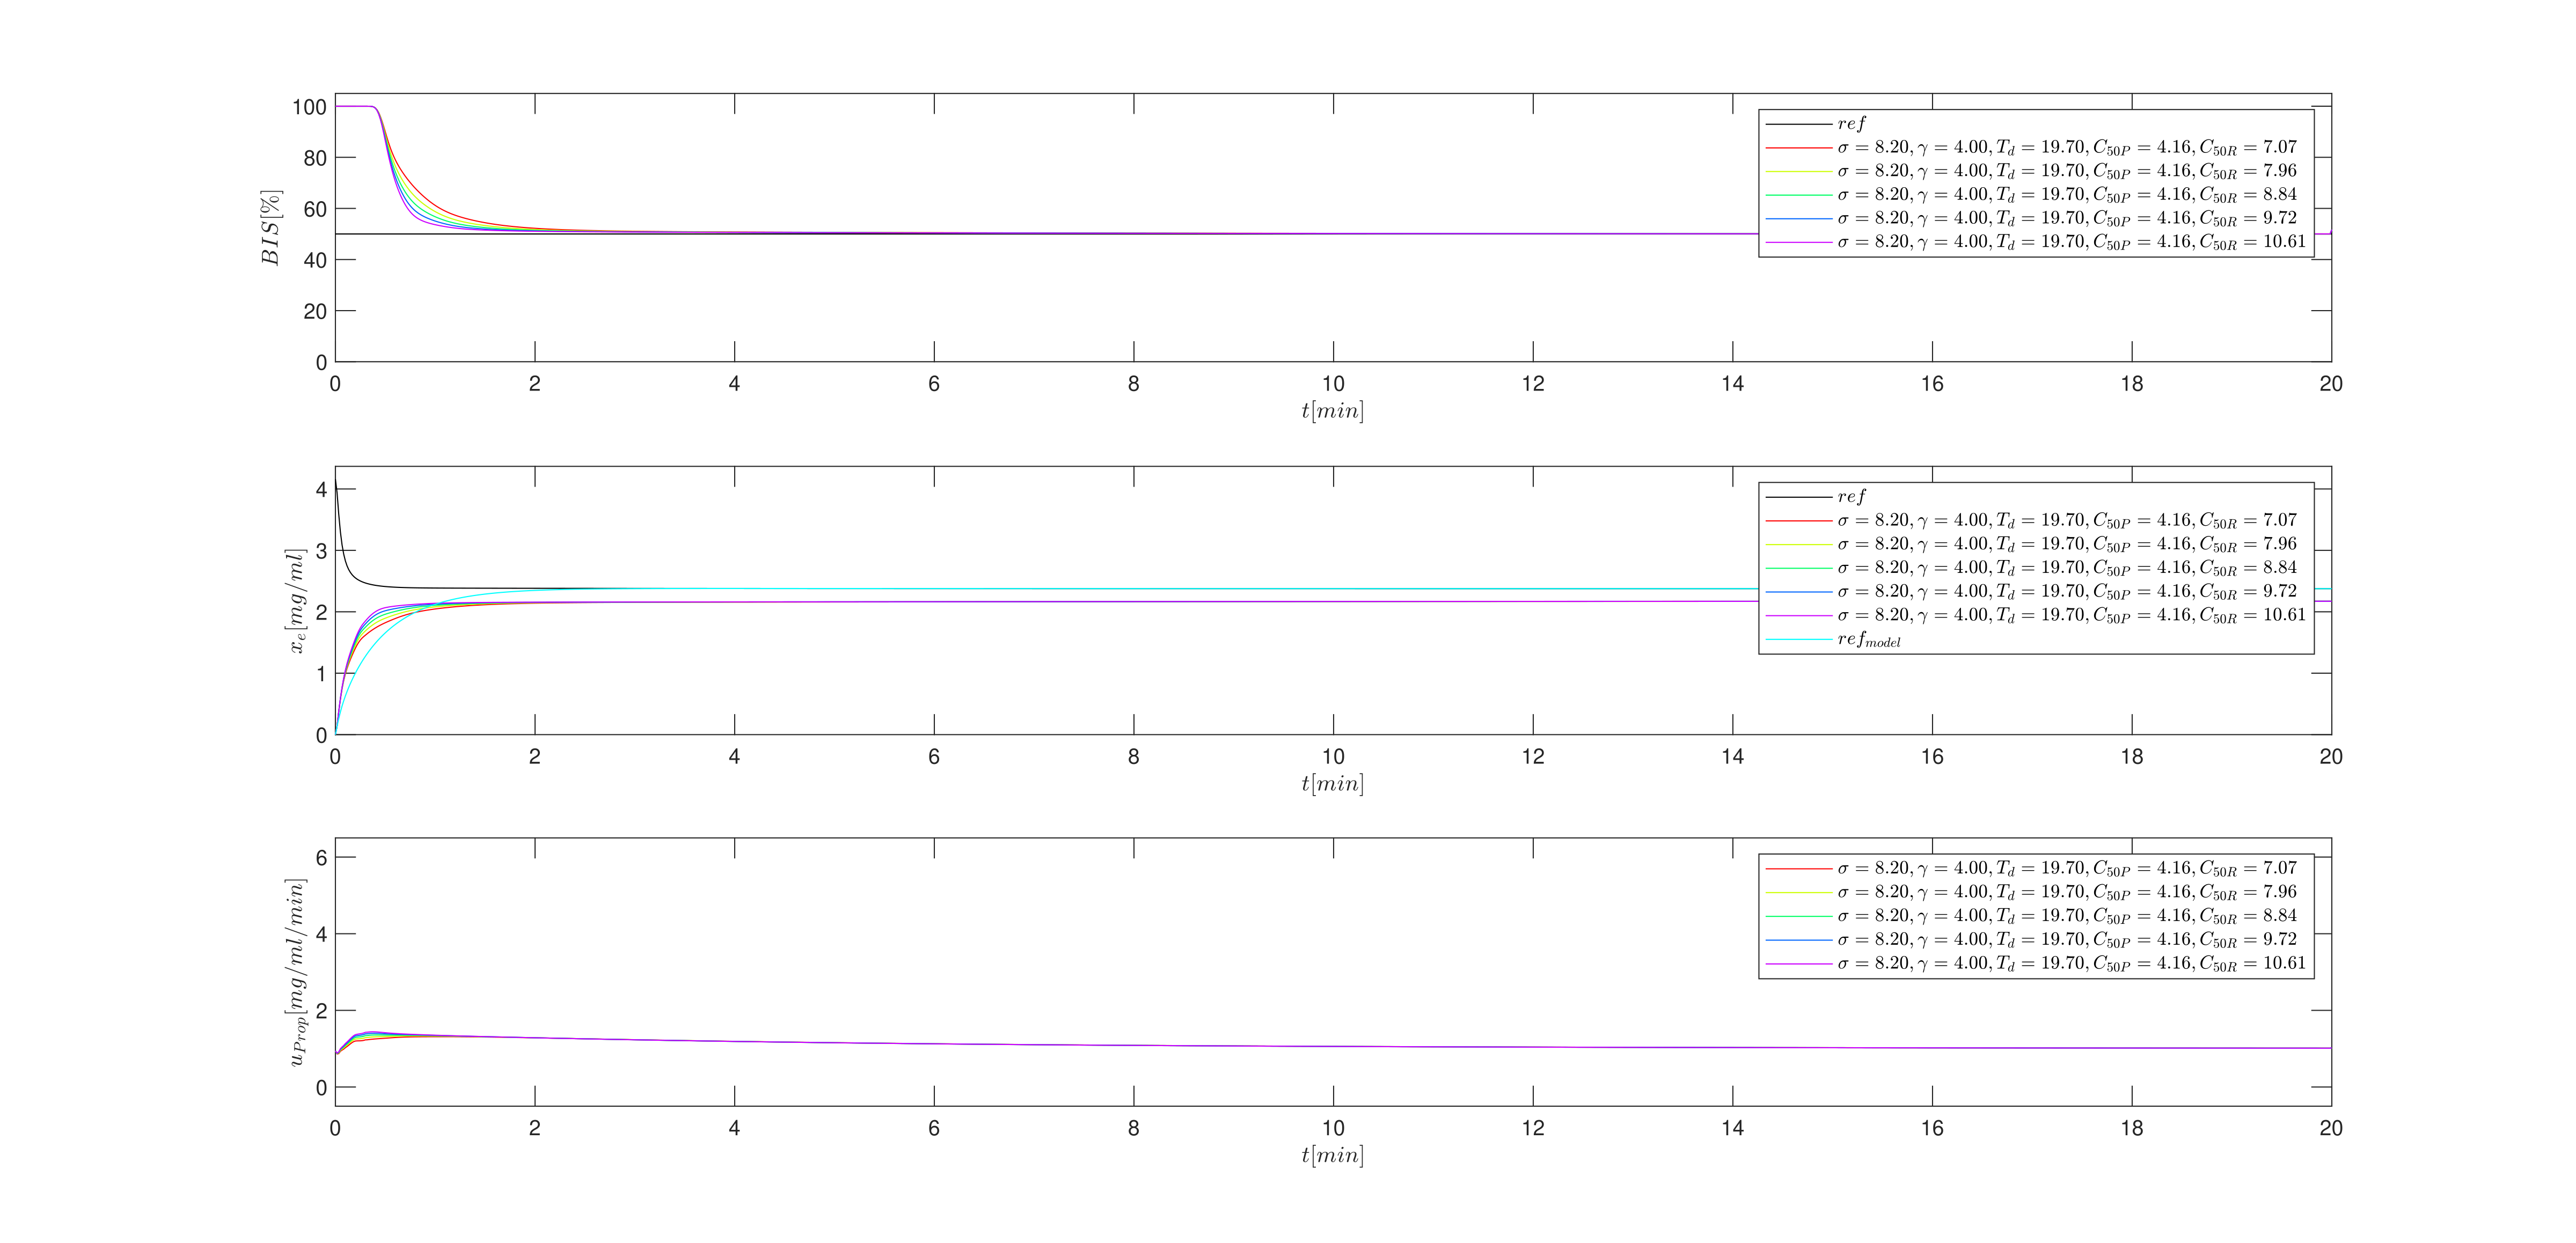 100
80
60
40
20
0
BIS[%]
0 2 4 6 8 10 12 14 16 18 20
t[min]
ref
σ = 8.20, γ = 4.00, T_d = 19.70, C_50P = 4.16, C_50R = 7.07
σ = 8.20, γ = 4.00, T_d = 19.70, C_50P = 4.16, C_50R = 7.96
σ = 8.20, γ = 4.00, T_d = 19.70, C_50P = 4.16, C_50R = 8.84
σ = 8.20, γ = 4.00, T_d = 19.70, C_50P = 4.16, C_50R = 9.72
σ = 8.20, γ = 4.00, T_d = 19.70, C_50P = 4.16, C_50R = 10.61
4
3
2
1
0
x_e[mg/ml]
0 2 4 6 8 10 12 14 16 18 20
t[min]
ref
σ = 8.20, γ = 4.00, T_d = 19.70, C_50P = 4.16, C_50R = 7.07
σ = 8.20, γ = 4.00, T_d = 19.70, C_50P = 4.16, C_50R = 7.96
σ = 8.20, γ = 4.00, T_d = 19.70, C_50P = 4.16, C_50R = 8.84
σ = 8.20, γ = 4.00, T_d = 19.70, C_50P = 4.16, C_50R = 9.72
σ = 8.20, γ = 4.00, T_d = 19.70, C_50P = 4.16, C_50R = 10.61
ref_model
6
4
2
0
u_Prop[mg/ml/min]
0 2 4 6 8 10 12 14 16 18 20
t[min]
σ = 8.20, γ = 4.00, T_d = 19.70, C_50P = 4.16, C_50R = 7.07
σ = 8.20, γ = 4.00, T_d = 19.70, C_50P = 4.16, C_50R = 7.96
σ = 8.20, γ = 4.00, T_d = 19.70, C_50P = 4.16, C_50R = 8.84
σ = 8.20, γ = 4.00, T_d = 19.70, C_50P = 4.16, C_50R = 9.72
σ = 8.20, γ = 4.00, T_d = 19.70, C_50P = 4.16, C_50R = 10.61